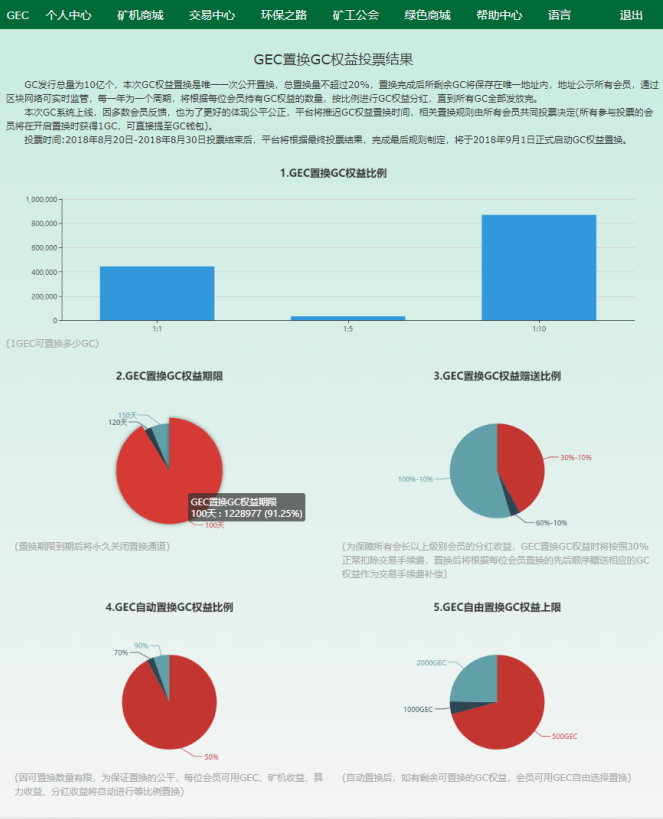 GEC 个人中心 矿机商城 交易中心 环保之路 矿工公会 绿色商城 帮助中心 语言 退出
GEC置换GC权益投票结果
GC发行总量为10亿个，本次GC权益置换是唯一一次公开置换，总置换量不超过20%，置换完成后所剩余GC将保存在唯一地址内，地址公示所有会员，通过
区块网络可实时监管，每一年为一个周期，将根据每位会员持有GC权益的数量，按比例进行GC权益分红，直到所有GC全部发放完。
本次GC系统上线，因多数会员反馈，也为了更好的体现公平公正，平台将推迟GC权益置换时间，相关置换规则由所有会员共同投票决定(所有参与投票的会
员将在开启置换时获得1GC，可直接提至GC钱包)。
投票时间:2018年8月20日-2018年8月30日投票结束后，平台将根据最终投票结果，完成最后规则制定，将于2018年9月1日正式启动GC权益置换。
1.GEC置换GC权益比例
1,000,000
800,000
600,000
400,000
200,000
0
1:1 1:5 1:10
(1GEC可置换多少GC)
2.GEC置换GC权益期限
150天
120天
GEC置换GC权益期限
100天 : 1228977 (91.25%)
100天
(置换期限到期后将永久关闭置换通道)
3.GEC置换GC权益赠送比例
30%-10%
100%-10%
60%-10%
(为保障所有会长以上级别会员的分红收益，GEC置换GC权益时将按照30%
正常扣除交易手续费，置换后将根据每位会员置换的先后顺序赠送相应的GC
权益作为交易手续费补偿)
4.GEC自动置换GC权益比例
90%
70%
50%
(因可置换数量有限，为保证置换的公平，每位会员可用GEC、矿机收益、算
力收益、分红收益将自动进行等比例置换)
5.GEC自由置换GC权益上限
2000GEC
1000GEC
500GEC
(自动置换后，如有剩余可置换的GC权益，会员可用GEC自由选择置换)